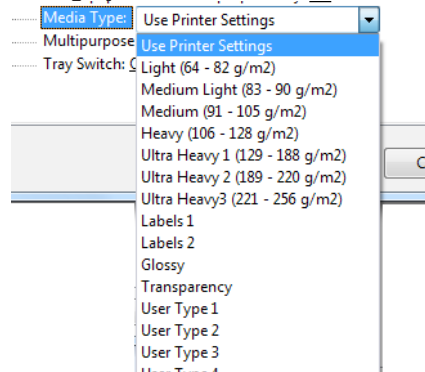 Media Type: Use Printer Settings
Multipurpose
Use Printer Settings
Tray Switch:
Light (64 - 82 g/m2)
Medium Light (83 - 90 g/m2)
Medium (91 - 105 g/m2)
Heavy (106 - 128 g/m2)
Ultra Heavy 1 (129 - 188 g/m2)
Ultra Heavy 2 (189 - 220 g/m2)
Ultra Heavy3 (221 - 256 g/m2)
Labels 1
Labels 2
Glossy
Transparency
User Type 1
User Type 2
User Type 3